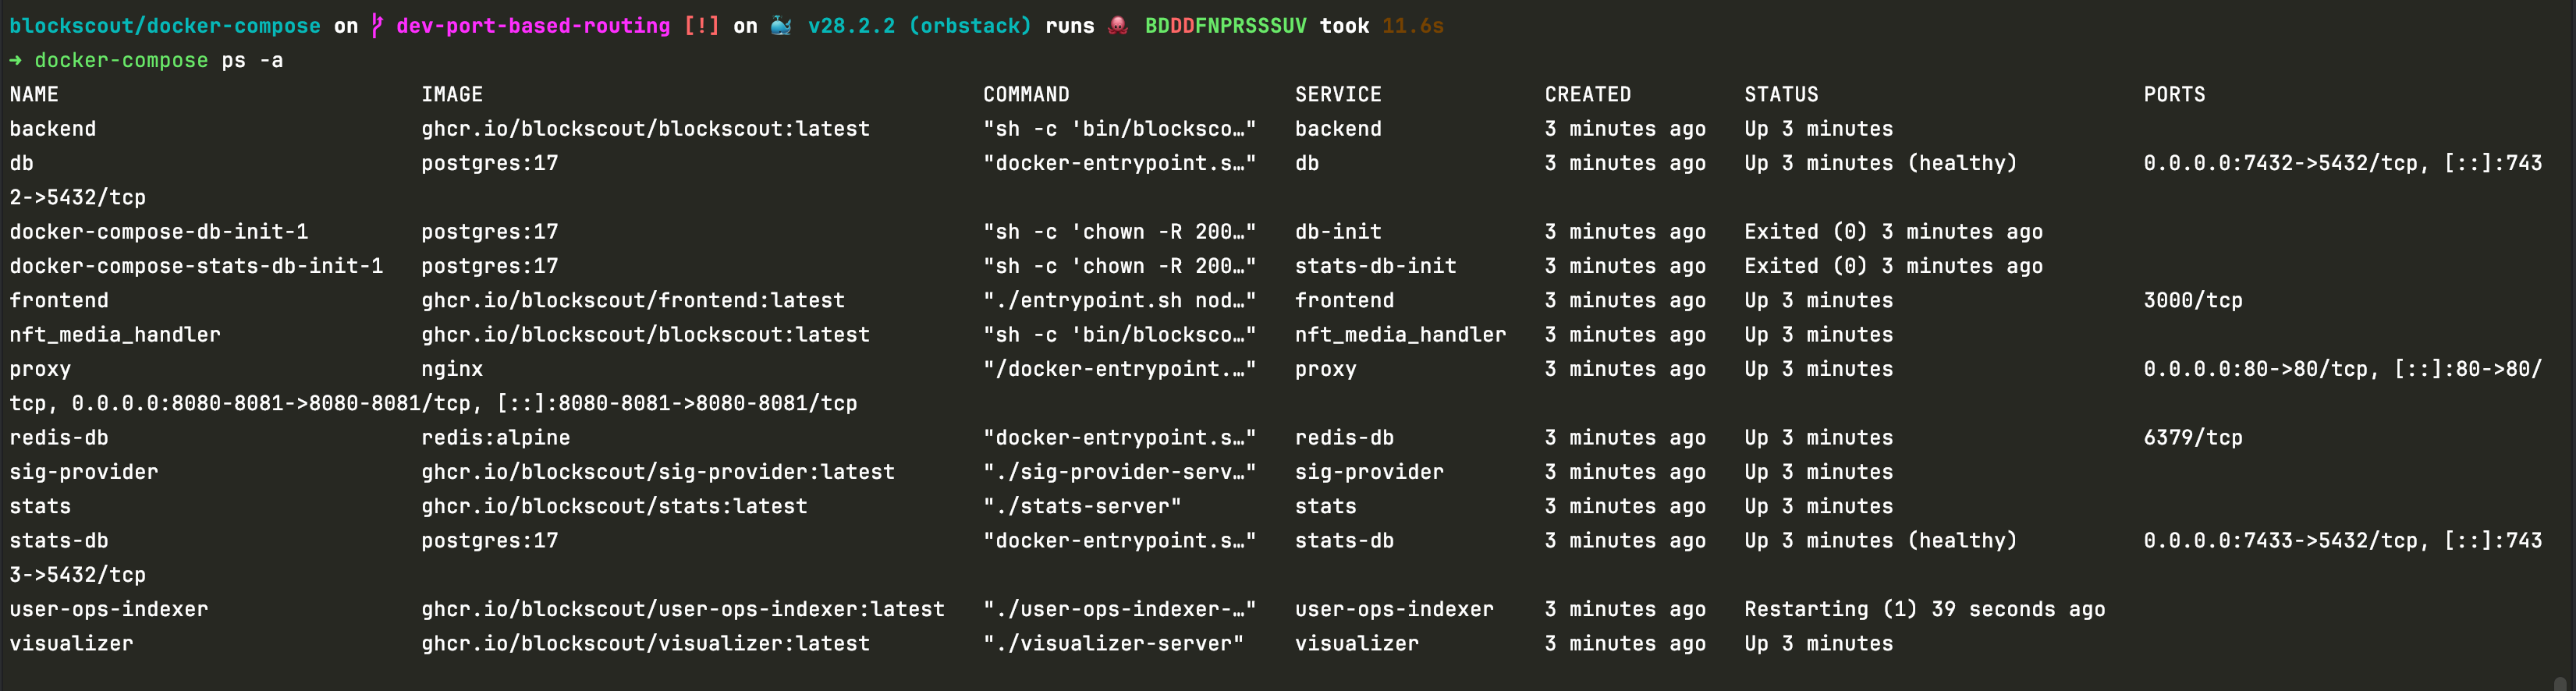 blockscout/docker-compose on dev-port-based-routing [!] on 🐳 v28.2.2 (orbstack) runs 🐙 BDDDFNPRSSSUV took 11.6s
➜ docker-compose ps -a
NAME IMAGE COMMAND SERVICE CREATED STATUS PORTS
backend ghcr.io/blockscout/blockscout:latest "sh -c 'bin/blocksco…" backend 3 minutes ago Up 3 minutes
db postgres:17 "docker-entrypoint.s…" db 3 minutes ago Up 3 minutes (healthy) 0.0.0.0:7432->5432/tcp, [::]:743
2->5432/tcp
docker-compose-db-init-1 postgres:17 "sh -c 'chown -R 200…" db-init 3 minutes ago Exited (0) 3 minutes ago
docker-compose-stats-db-init-1 postgres:17 "sh -c 'chown -R 200…" stats-db-init 3 minutes ago Exited (0) 3 minutes ago
frontend ghcr.io/blockscout/frontend:latest "./entrypoint.sh nod…" frontend 3 minutes ago Up 3 minutes 3000/tcp
nft_media_handler ghcr.io/blockscout/blockscout:latest "sh -c 'bin/blocksco…" nft_media_handler 3 minutes ago Up 3 minutes
proxy nginx "/docker-entrypoint.…" proxy 3 minutes ago Up 3 minutes 0.0.0.0:80->80/tcp, [::]:80->80/
tcp, 0.0.0.0:8080-8081->8080-8081/tcp, [::]:8080-8081->8080-8081/tcp
redis-db redis:alpine "docker-entrypoint.s…" redis-db 3 minutes ago Up 3 minutes 6379/tcp
sig-provider ghcr.io/blockscout/sig-provider:latest "./sig-provider-serv…" sig-provider 3 minutes ago Up 3 minutes
stats ghcr.io/blockscout/stats:latest "./stats-server" stats 3 minutes ago Up 3 minutes
stats-db postgres:17 "docker-entrypoint.s…" stats-db 3 minutes ago Up 3 minutes (healthy) 0.0.0.0:7433->5432/tcp, [::]:743
3->5432/tcp
user-ops-indexer ghcr.io/blockscout/user-ops-indexer:latest "./user-ops-indexer-…" user-ops-indexer 3 minutes ago Restarting (1) 39 seconds ago
visualizer ghcr.io/blockscout/visualizer:latest "./visualizer-server" visualizer 3 minutes ago Up 3 minutes